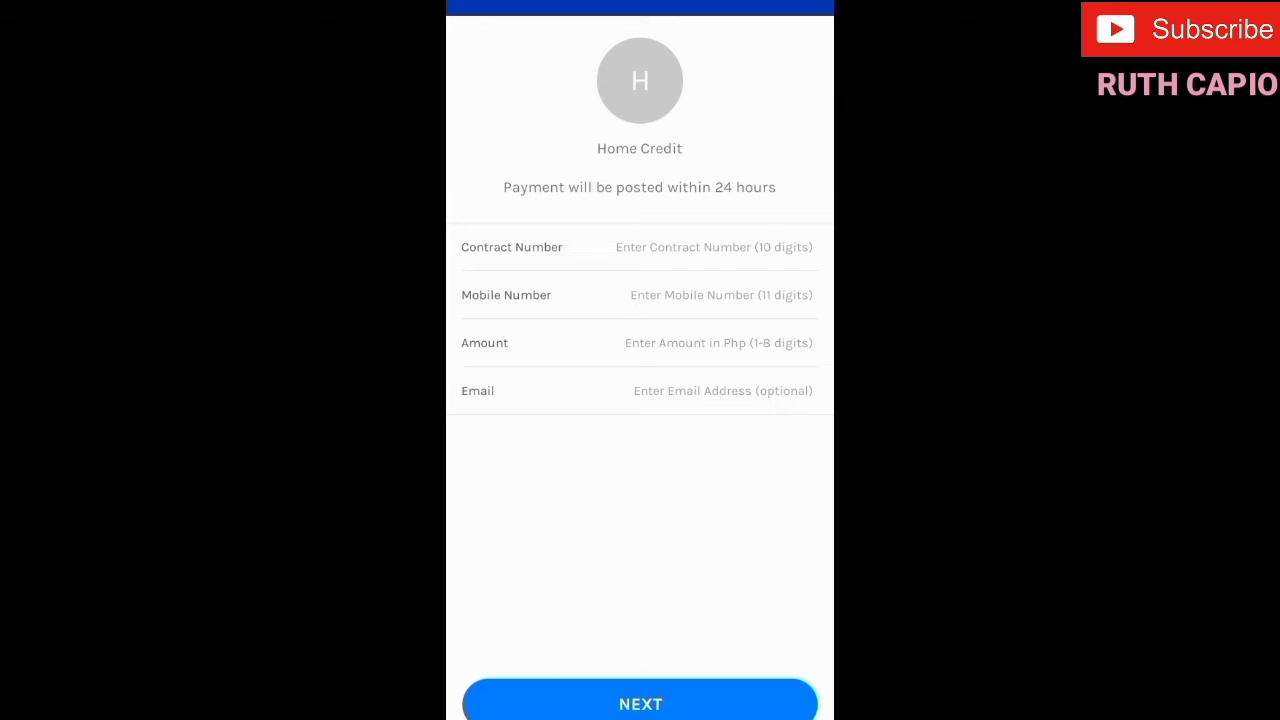 Subscribe
RUTH CAPIO
H
Home Credit
Payment will be posted within 24 hours
Contract Number Enter Contract Number (10 digits)
Mobile Number Enter Mobile Number (11 digits)
Amount Enter Amount in Php (1-8 digits)
Email Enter Email Address (optional)
NEXT